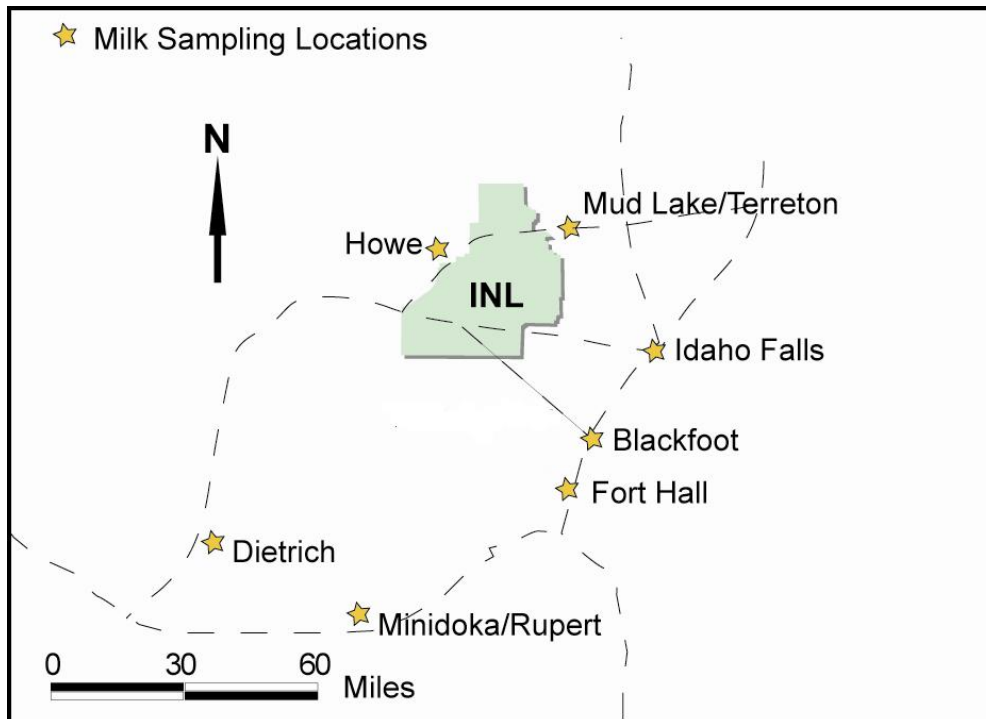 Milk Sampling Locations
N
Mud Lake/Terreton
Howe
INL
Idaho Falls
Blackfoot
Fort Hall
Dietrich
Minidoka/Rupert
0 30 60
Miles